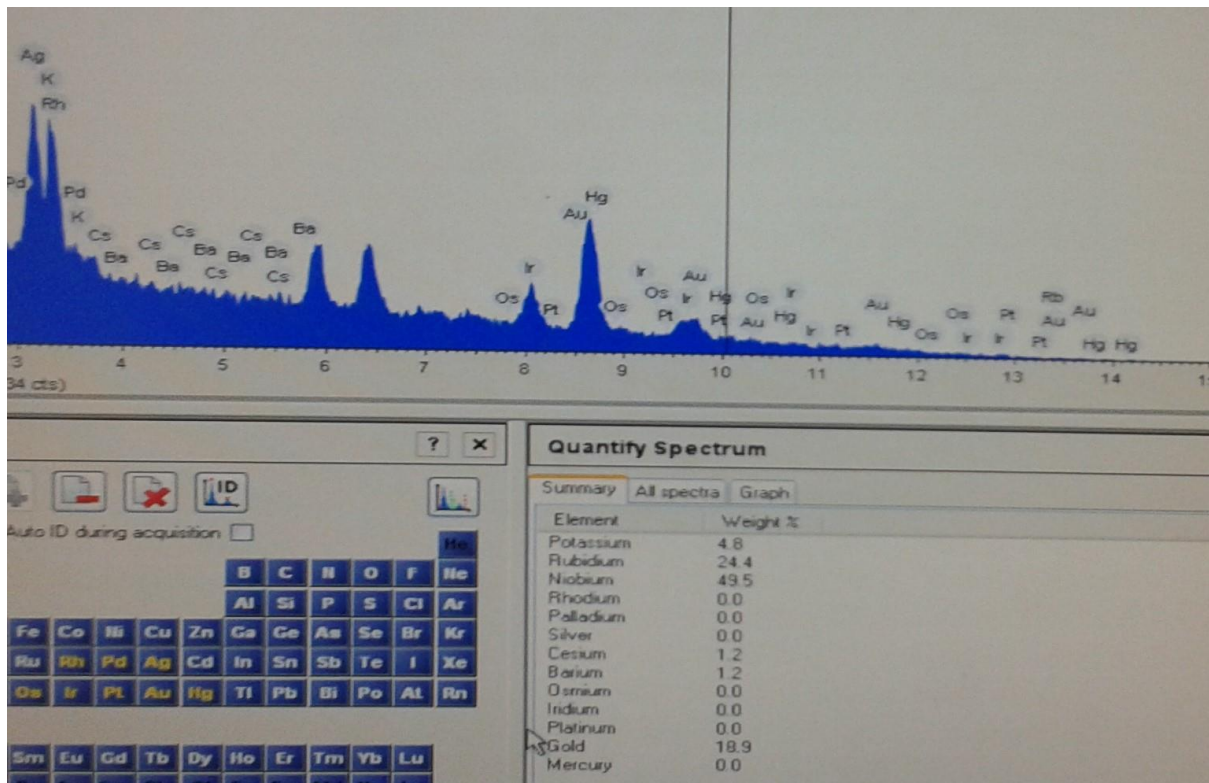 Ag
K
Rh
Pd Pd
K
Cs Cs Cs Cs Ba
Ba Ba Ba Ba Ba
Cs Cs
Hg
Au
Ir Ir Au Ir
Os Pt Os Os Ir Hg Os
Pt Pt Au Hg Ir Pt
Au Hg Os Os Ir Pt Ir
Rb Au
Au
Pt Hg Hg
3 4 5 6 7 8 9 10 11 12 13 14
34 cts)
? ×
ID
Auto ID during acquisition
He
B C N O F Ne
Al Si P S Cl Ar
Fe Co Ni Cu Zn Ga Ge As Se Br Kr
Ru Rh Pd Ag Cd In Sn Sb Te I Xe
Os Ir Pt Au Hg Tl Pb Bi Po At Rn
Sm Eu Gd Tb Dy Ho Er Tm Yb Lu
Quantify Spectrum
Summary All spectra Graph
Element Weight %
Potassium 4.8
Rubidium 24.4
Niobium 49.5
Rhodium 0.0
Palladium 0.0
Silver 0.0
Cesium 1.2
Barium 1.2
Osmium 0.0
Iridium 0.0
Platinum 0.0
Gold 18.9
Mercury 0.0